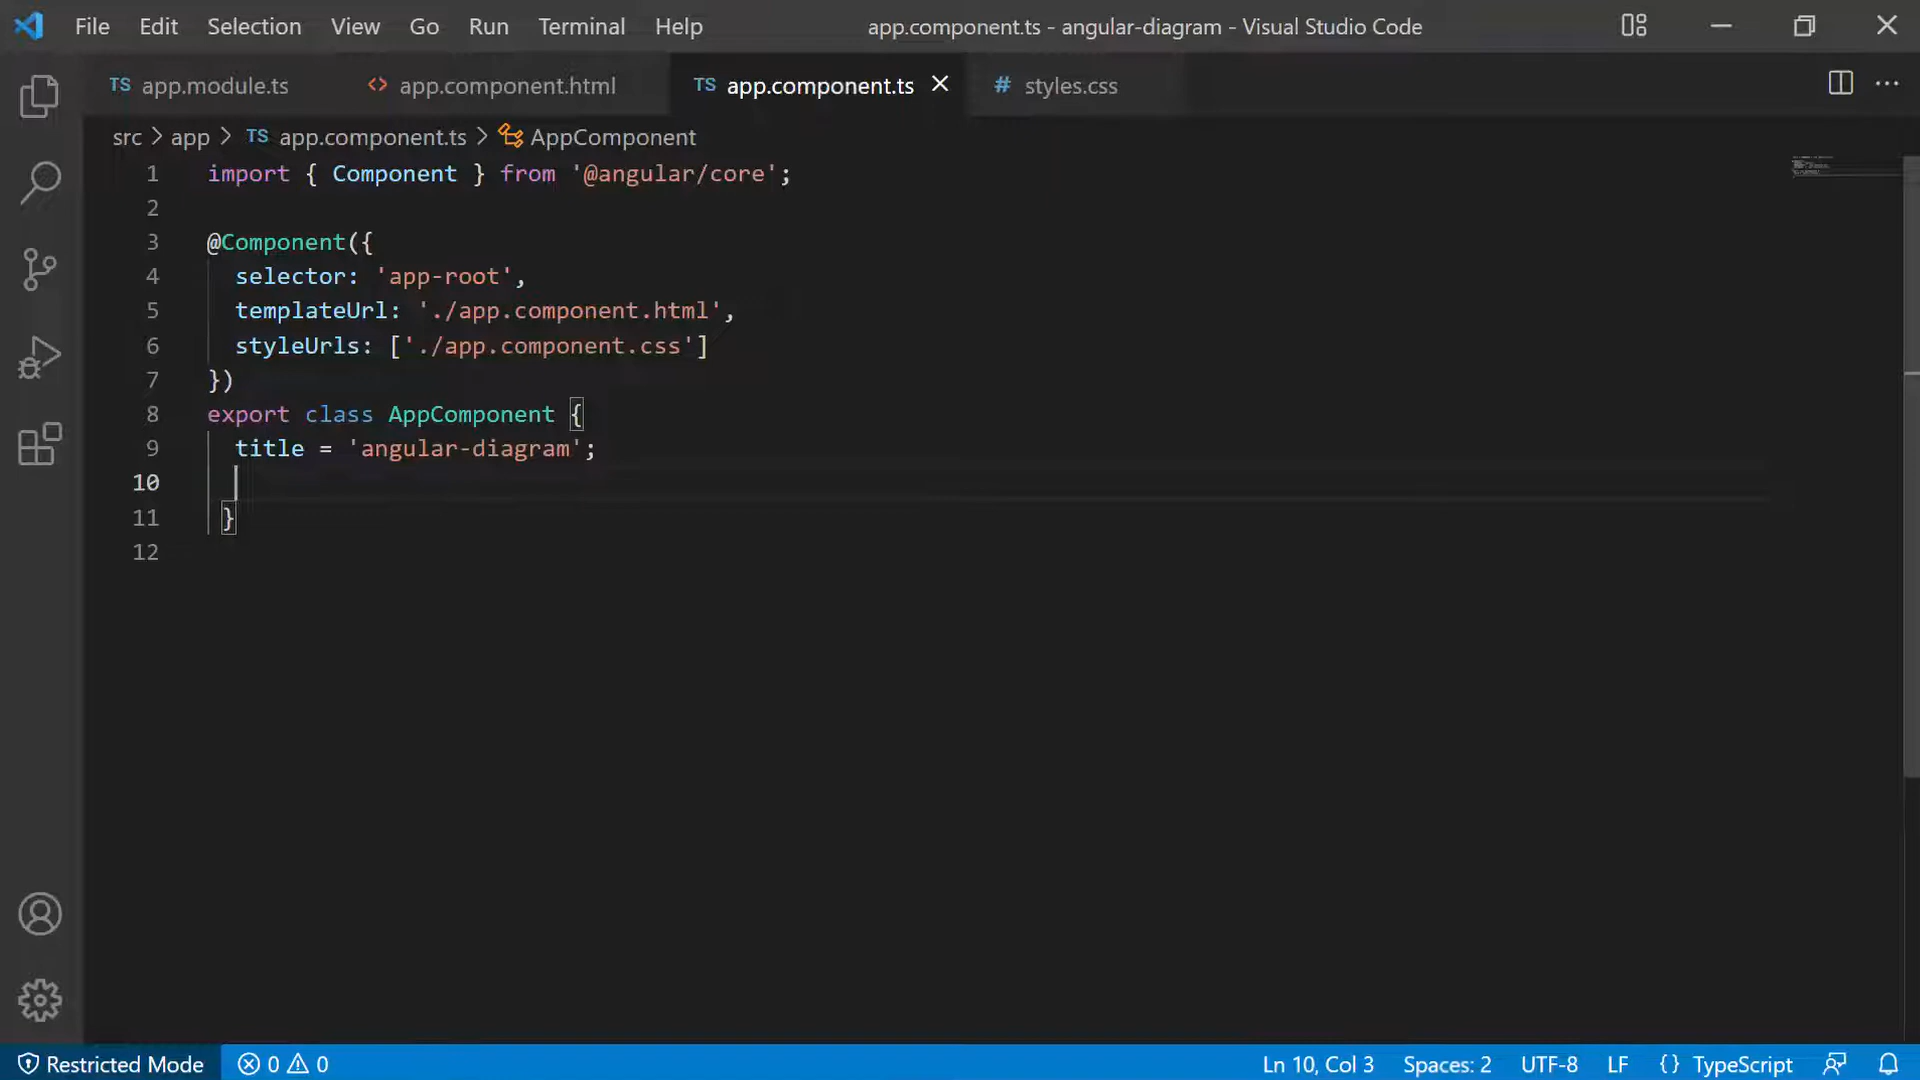 File Edit Selection View Go Run Terminal Help app.component.ts - angular-diagram - Visual Studio Code
TS app.module.ts <> app.component.html TS app.component.ts # styles.css
src > app > TS app.component.ts > AppComponent
1 import { Component } from '@angular/core';
2
3 @Component({
4 selector: 'app-root',
5 templateUrl: './app.component.html',
6 styleUrls: ['./app.component.css']
7 })
8 export class AppComponent {
9 title = 'angular-diagram';
10
11 }
12
Restricted Mode 0 0 Ln 10, Col 3 Spaces: 2 UTF-8 LF {} TypeScript